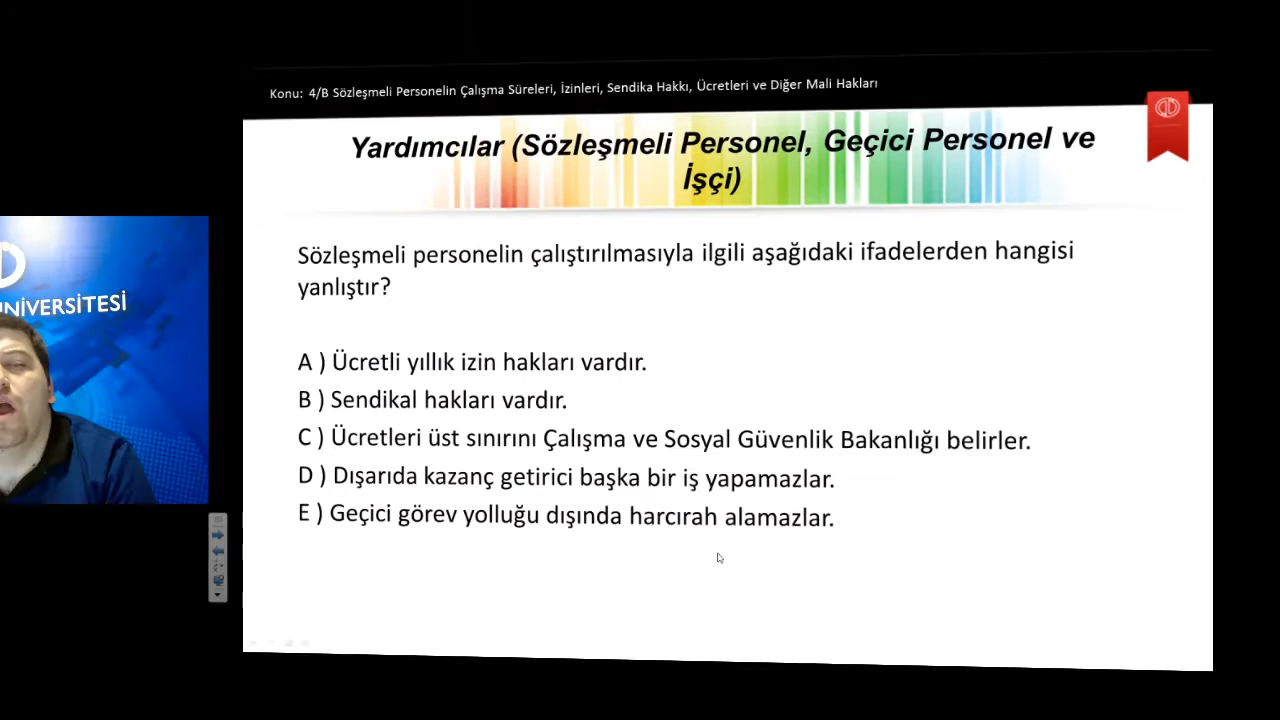 Konu: 4/B Sözleşmeli Personelin Çalışma Süreleri, İzinleri, Sendika Hakkı, Ücretleri ve Diğer Mali Hakları
Yardımcılar (Sözleşmeli Personel, Geçici Personel ve
İşçi)
Sözleşmeli personelin çalıştırılmasıyla ilgili aşağıdaki ifadelerden hangisi
yanlıştır?
A ) Ücretli yıllık izin hakları vardır.
B ) Sendikal hakları vardır.
C ) Ücretleri üst sınırını Çalışma ve Sosyal Güvenlik Bakanlığı belirler.
D ) Dışarıda kazanç getirici başka bir iş yapamazlar.
E ) Geçici görev yolluğu dışında harcırah alamazlar.
NİVERSİTESİ